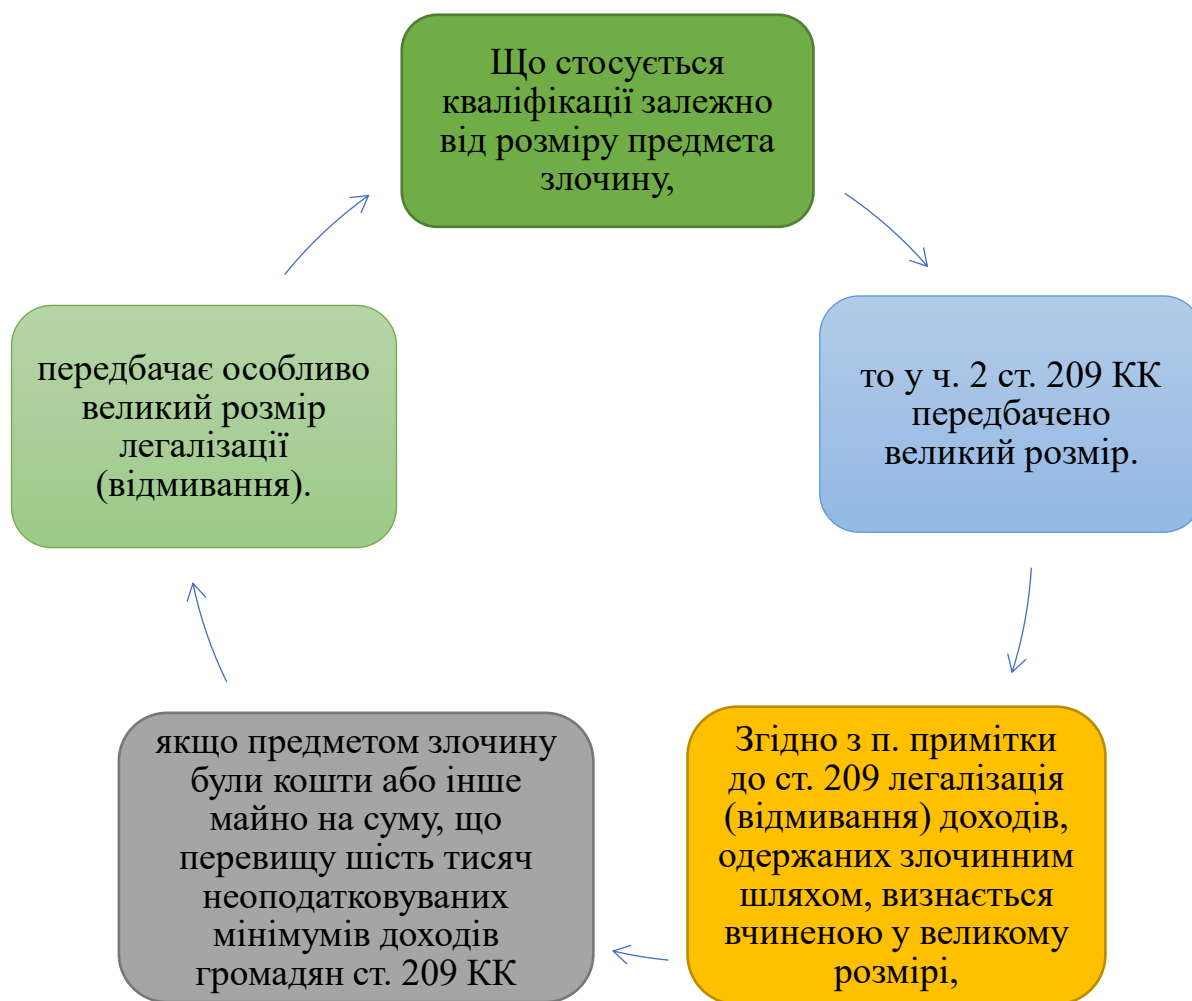 Що стосується
кваліфікації залежно
від розміру предмета
злочину,
то у ч. 2 ст. 209 КК
передбачено
великий розмір.
Згідно з п. примітки
до ст. 209 легалізація
(відмивання) доходів,
одержаних злочинним
шляхом, визнається
вчиненою у великому
розмірі,
якщо предметом злочину
були кошти або інше
майно на суму, що
перевищу шість тисяч
неоподатковуваних
мінімумів доходів
громадян ст. 209 КК
передбачає особливо
великий розмір
легалізації
(відмивання).